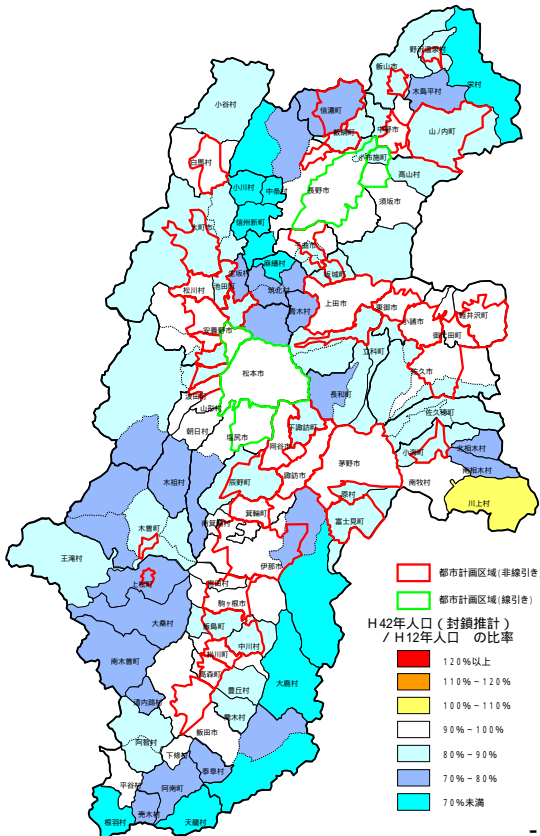 野沢温泉村
飯山市
栄村
木島平村
小谷村
信濃町
飯綱町
中野市
山ノ内町
白馬村
小布施町
高山村
小川村
中条村
長野市
須坂市
信州新町
大町市
千曲市
麻績村
坂城町
生坂村
池田町
松川村
筑北村
青木村
上田市
東御市
小諸市
軽井沢町
御代田町
安曇野市
立科町
佐久市
松本市
長和町
波田町
山形村
佐久穂町
朝日村
塩尻市
下諏訪町
岡谷市
小海町
北相木村
南相木村
茅野市
諏訪市
南牧村
木祖村
辰野町
原村
川上村
箕輪町
南箕輪村
富士見町
木曽町
王滝村
伊那市
上松町
宮田村
駒ヶ根市
大桑村
飯島町
中川村
南木曽町
松川町
高森町
大鹿村
豊丘村
喬木村
清内路村
飯田市
阿智村
下條村
泰阜村
平谷村
阿南町
根羽村
売木村
天龍村
都市計画区域(非線引き
都市計画区域(線引き)
H42年人口(封鎖推計)
/H12年人口 の比率
120%以上
110%-120%
100%-110%
90%-100%
80%-90%
70%-80%
70%未満